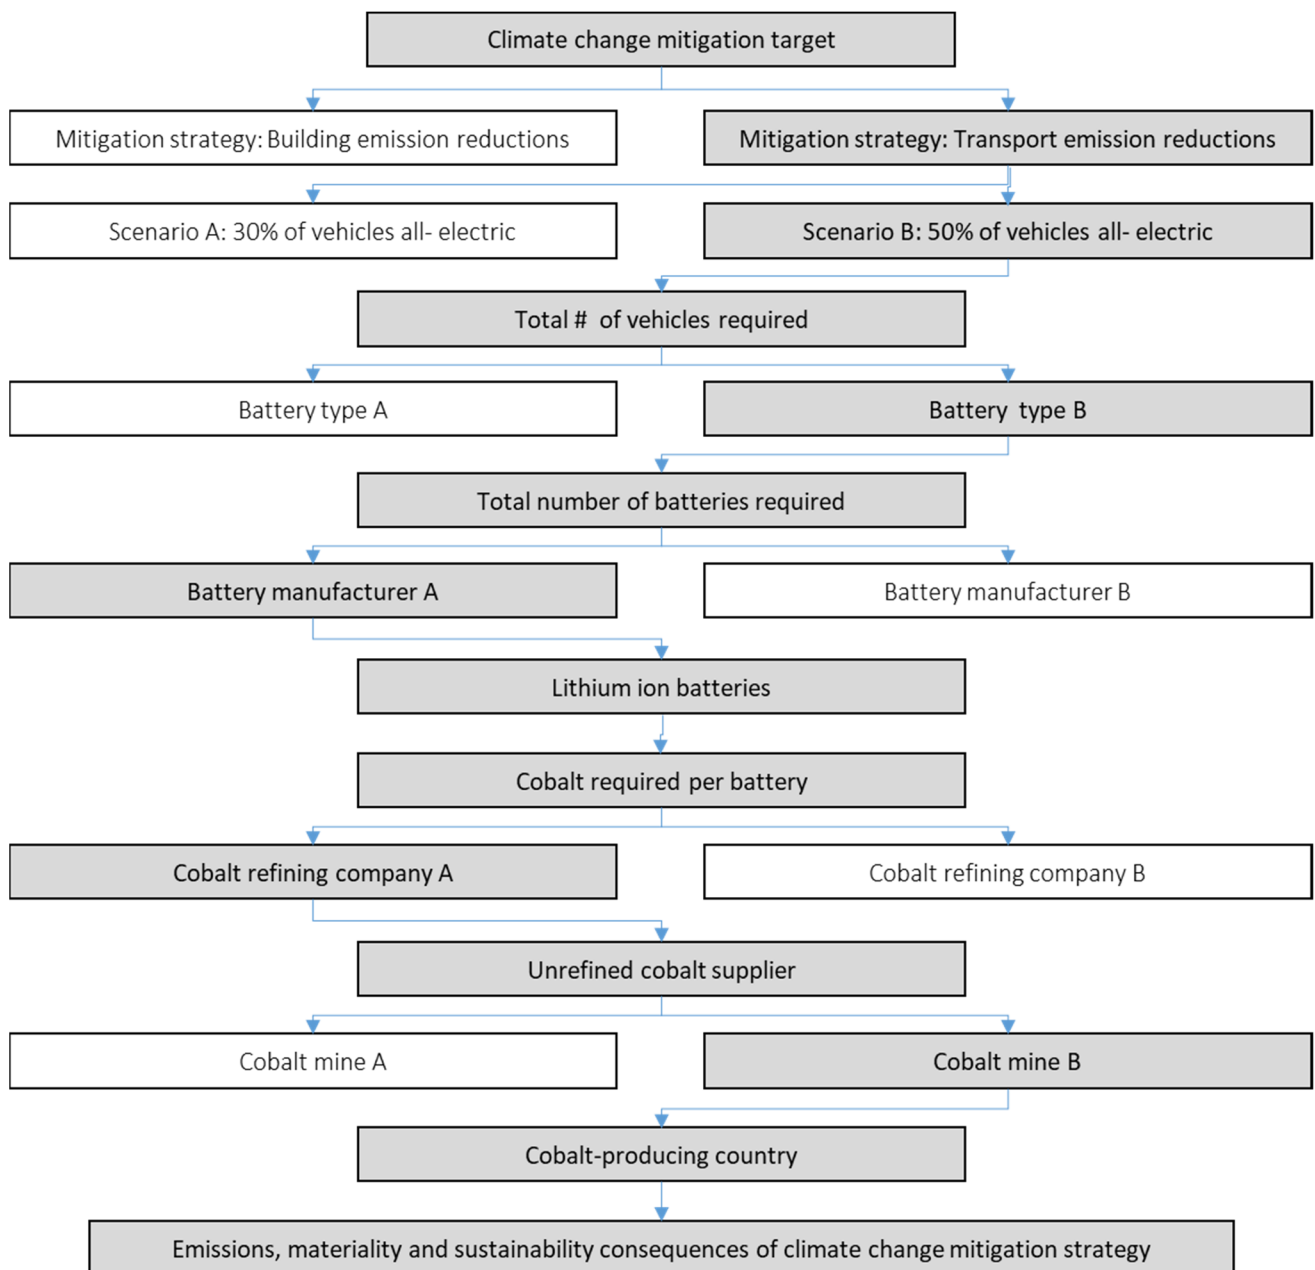 Climate change mitigation target
Mitigation strategy: Building emission reductions
Mitigation strategy: Transport emission reductions
Scenario A: 30% of vehicles all- electric
Scenario B: 50% of vehicles all- electric
Total # of vehicles required
Battery type A
Battery type B
Total number of batteries required
Battery manufacturer A
Battery manufacturer B
Lithium ion batteries
Cobalt required per battery
Cobalt refining company A
Cobalt refining company B
Unrefined cobalt supplier
Cobalt mine A
Cobalt mine B
Cobalt-producing country
Emissions, materiality and sustainability consequences of climate change mitigation strategy